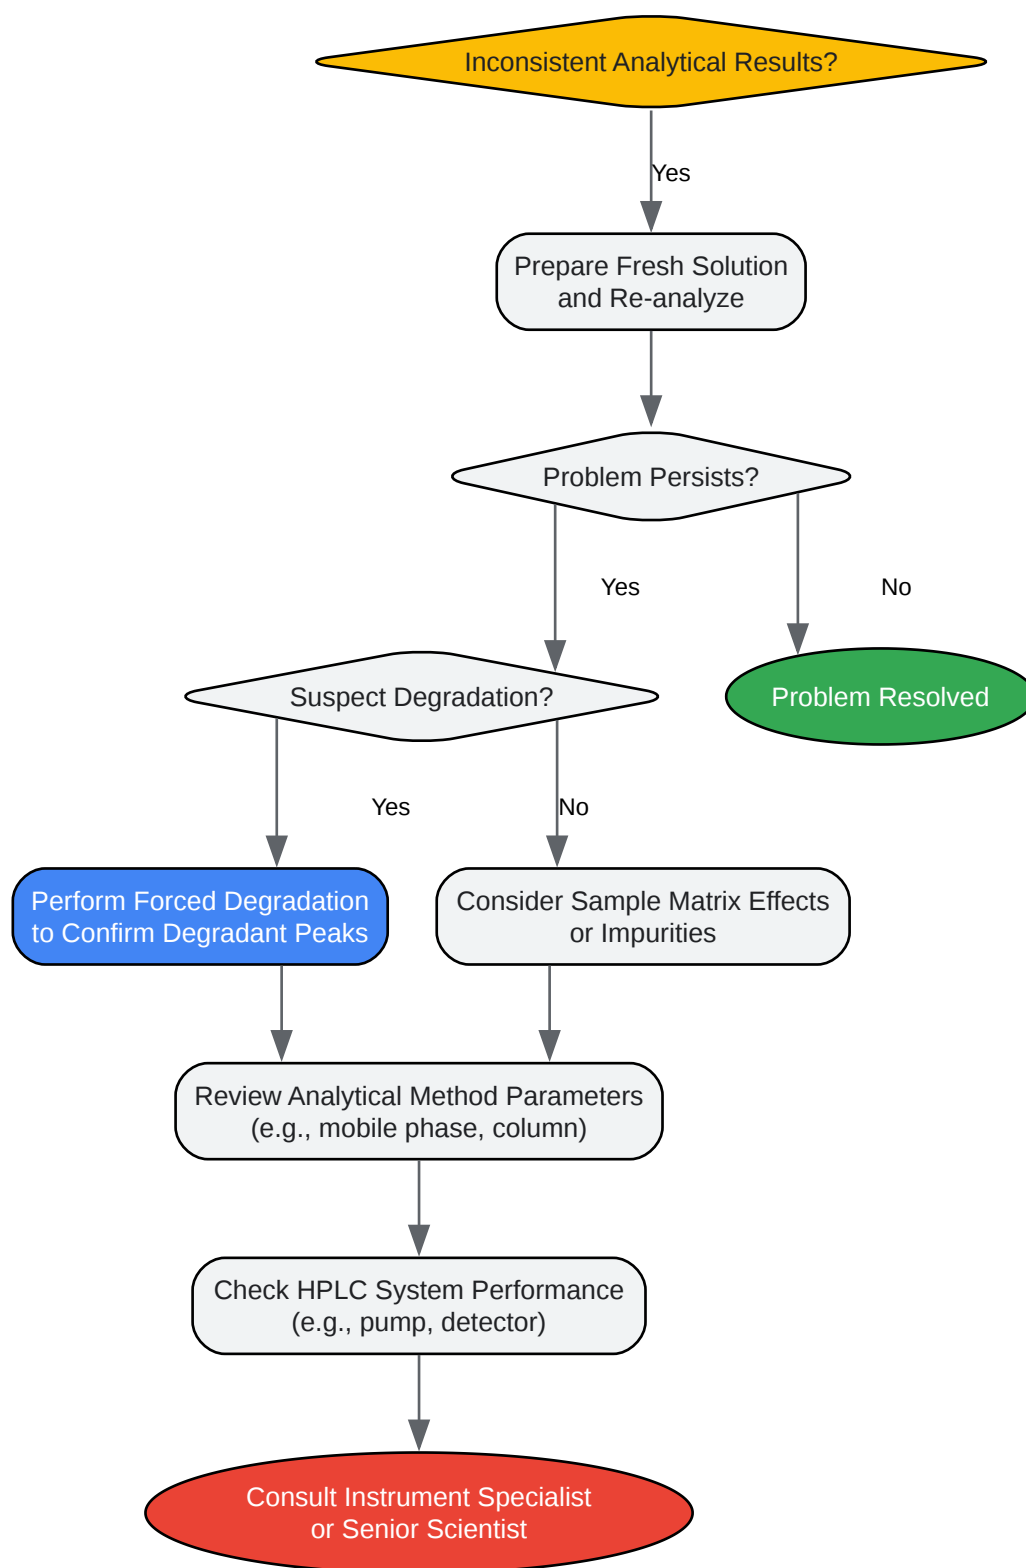 Inconsistent Analytical Results?
Yes
Prepare Fresh Solution
and Re-analyze
Problem Persists?
Yes
No
Suspect Degradation?
Problem Resolved
Yes
No
Perform Forced Degradation
to Confirm Degradant Peaks
Consider Sample Matrix Effects
or Impurities
Review Analytical Method Parameters
(e.g., mobile phase, column)
Check HPLC System Performance
(e.g., pump, detector)
Consult Instrument Specialist
or Senior Scientist